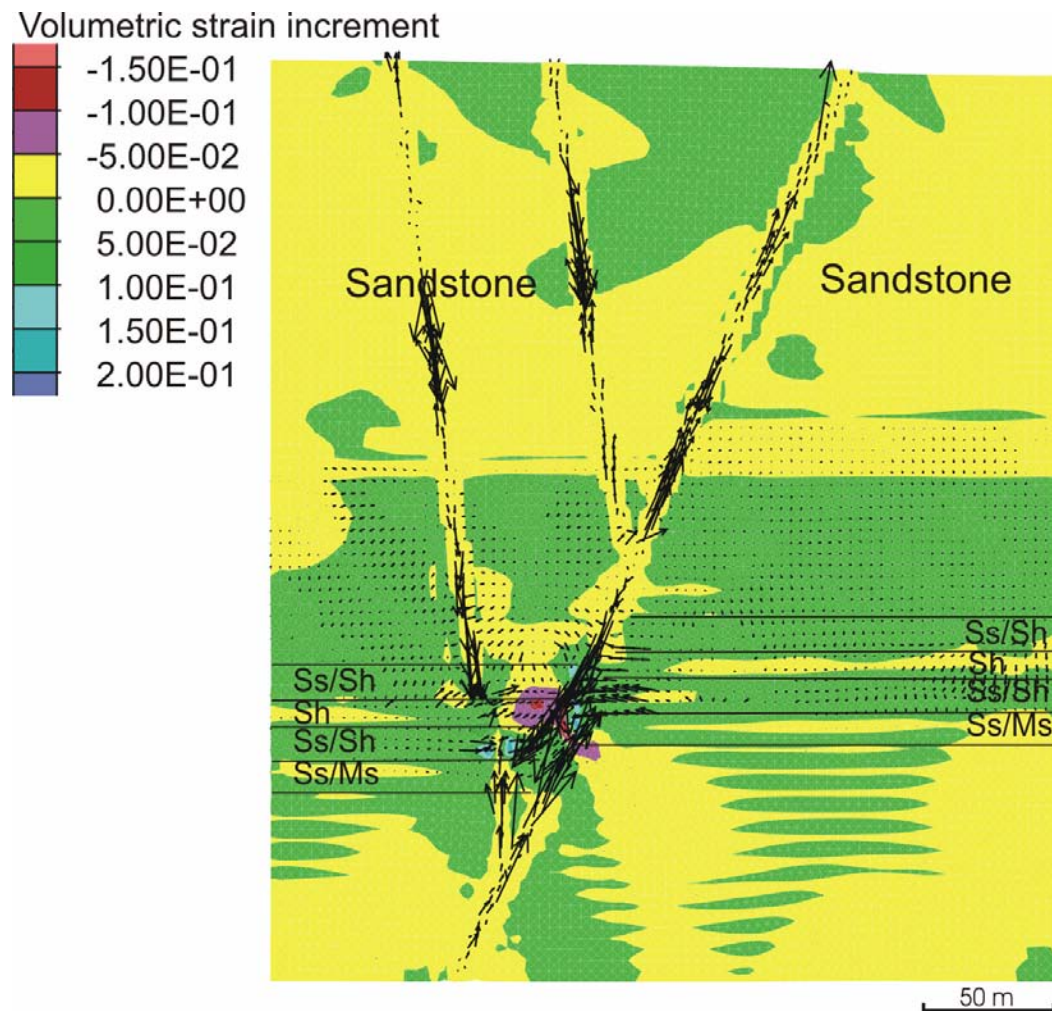 Volumetric strain increment
-1.50E-01
-1.00E-01
-5.00E-02
0.00E+00
5.00E-02
1.00E-01
1.50E-01
2.00E-01
Sandstone
Sandstone
Ss/Sh
Sh
Ss/Sh
Ss/Ms
Ss/Sh
Sh
Ss/Sh
Ss/Ms
50 m